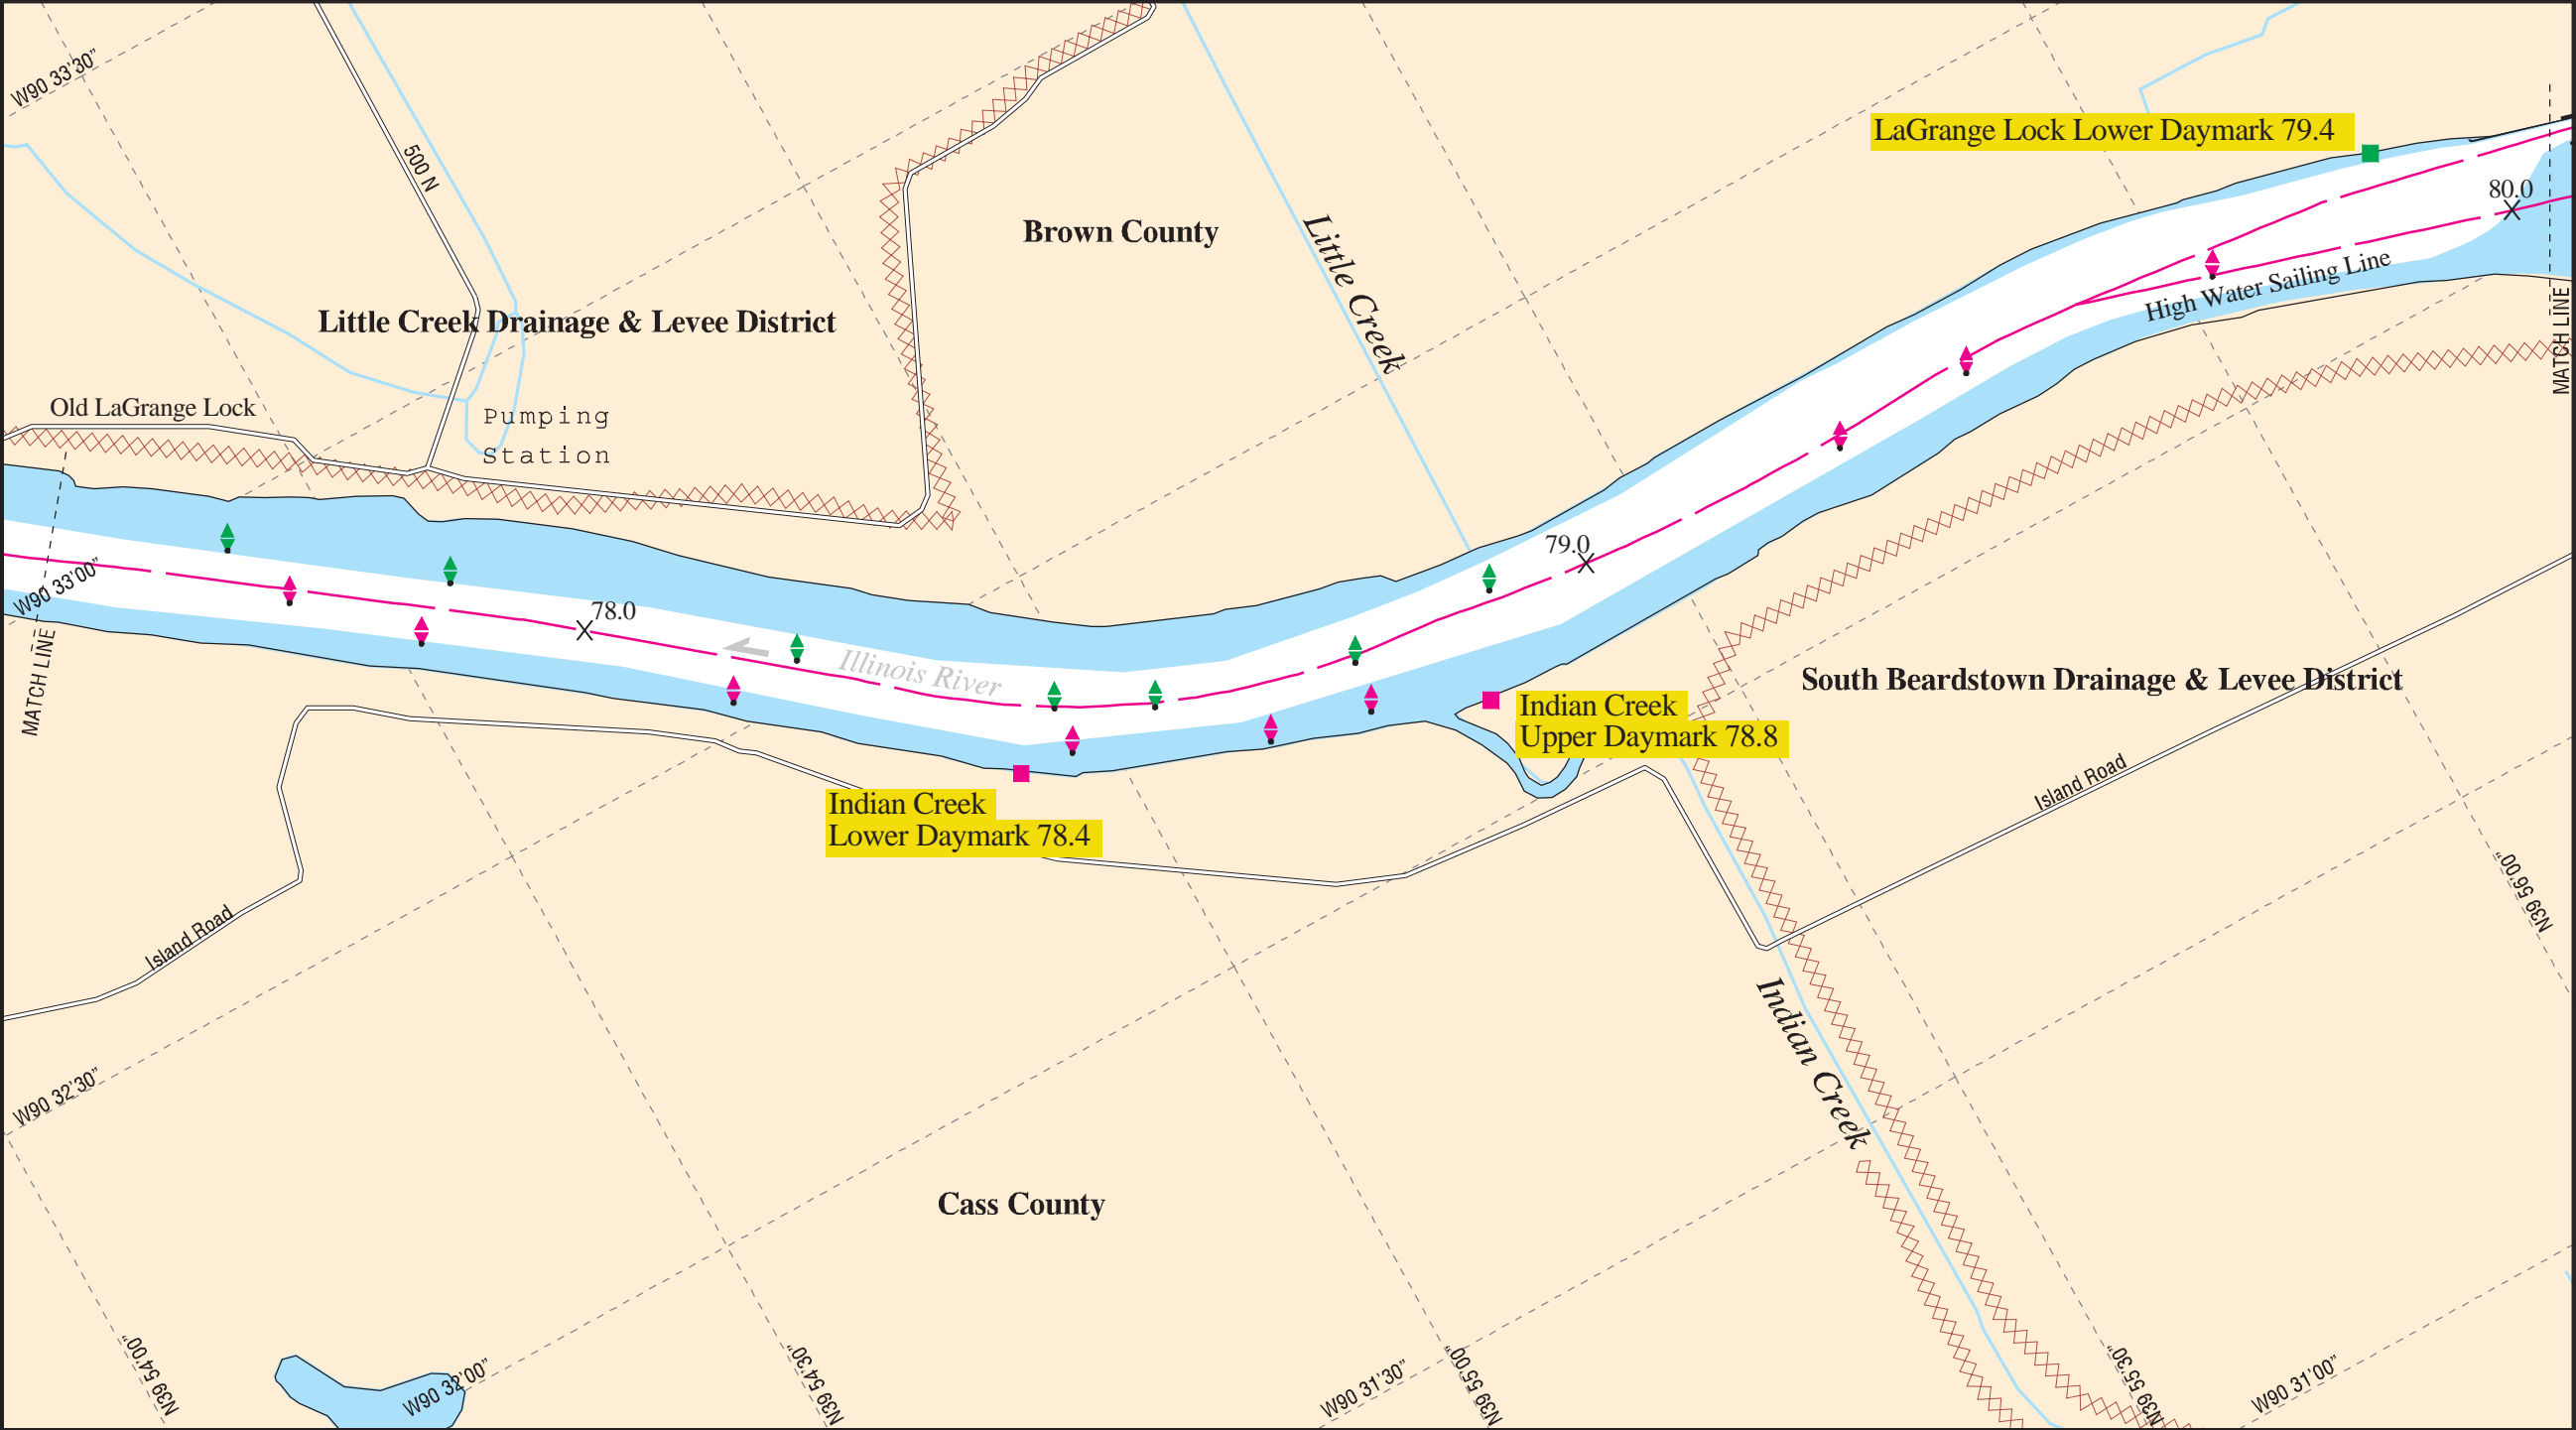 W90 33'30"
500 N
LaGrange Lock Lower Daymark 79.4
80.0
Brown County
Little Creek
High Water Sailing Line
MATCH LINE
Little Creek Drainage & Levee District
Old LaGrange Lock
Pumping
Station
79.0
W90 33'00"
78.0
MATCH LINE
Illinois River
South Beardstown Drainage & Levee District
Indian Creek
Upper Daymark 78.8
Indian Creek
Lower Daymark 78.4
Island Road
N39 56'00"
Island Road
Indian Creek
W90 32'30"
Cass County
N39 54'00"
W90 32'00"
N39 54'30"
W90 31'30"
N39 55'00"
N39 55'30"
W90 31'00"